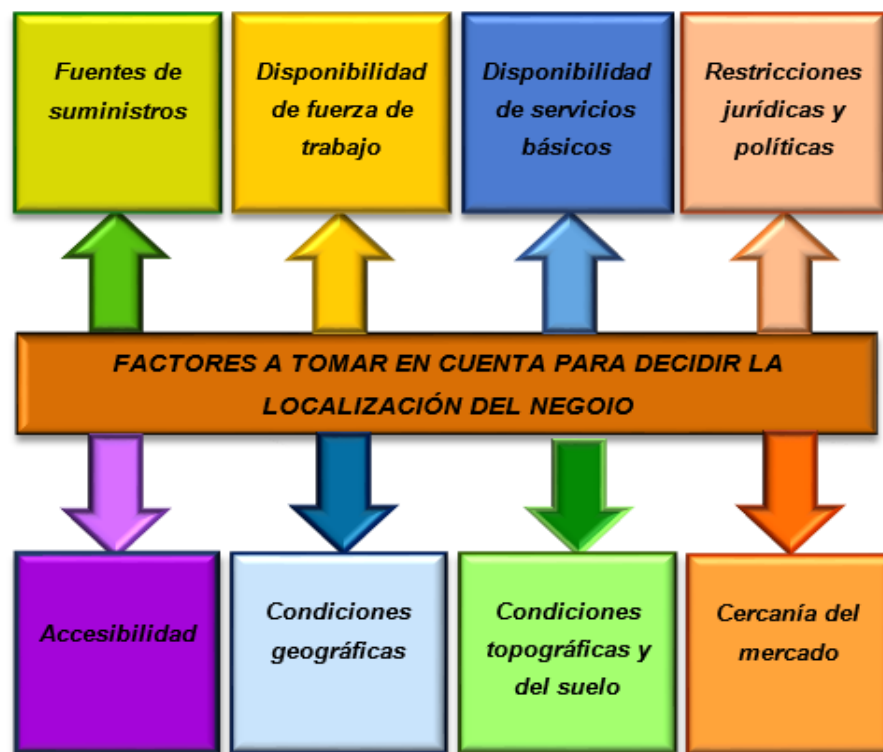 Fuentes de
suministros
Disponibilidad
de fuerza de
trabajo
Disponibilidad
de servicios
básicos
Restricciones
jurídicas y
políticas
FACTORES A TOMAR EN CUENTA PARA DECIDIR LA
LOCALIZACIÓN DEL NEGOIO
Accesibilidad
Condiciones
geográficas
Condiciones
topográficas y
del suelo
Cercanía del
mercado